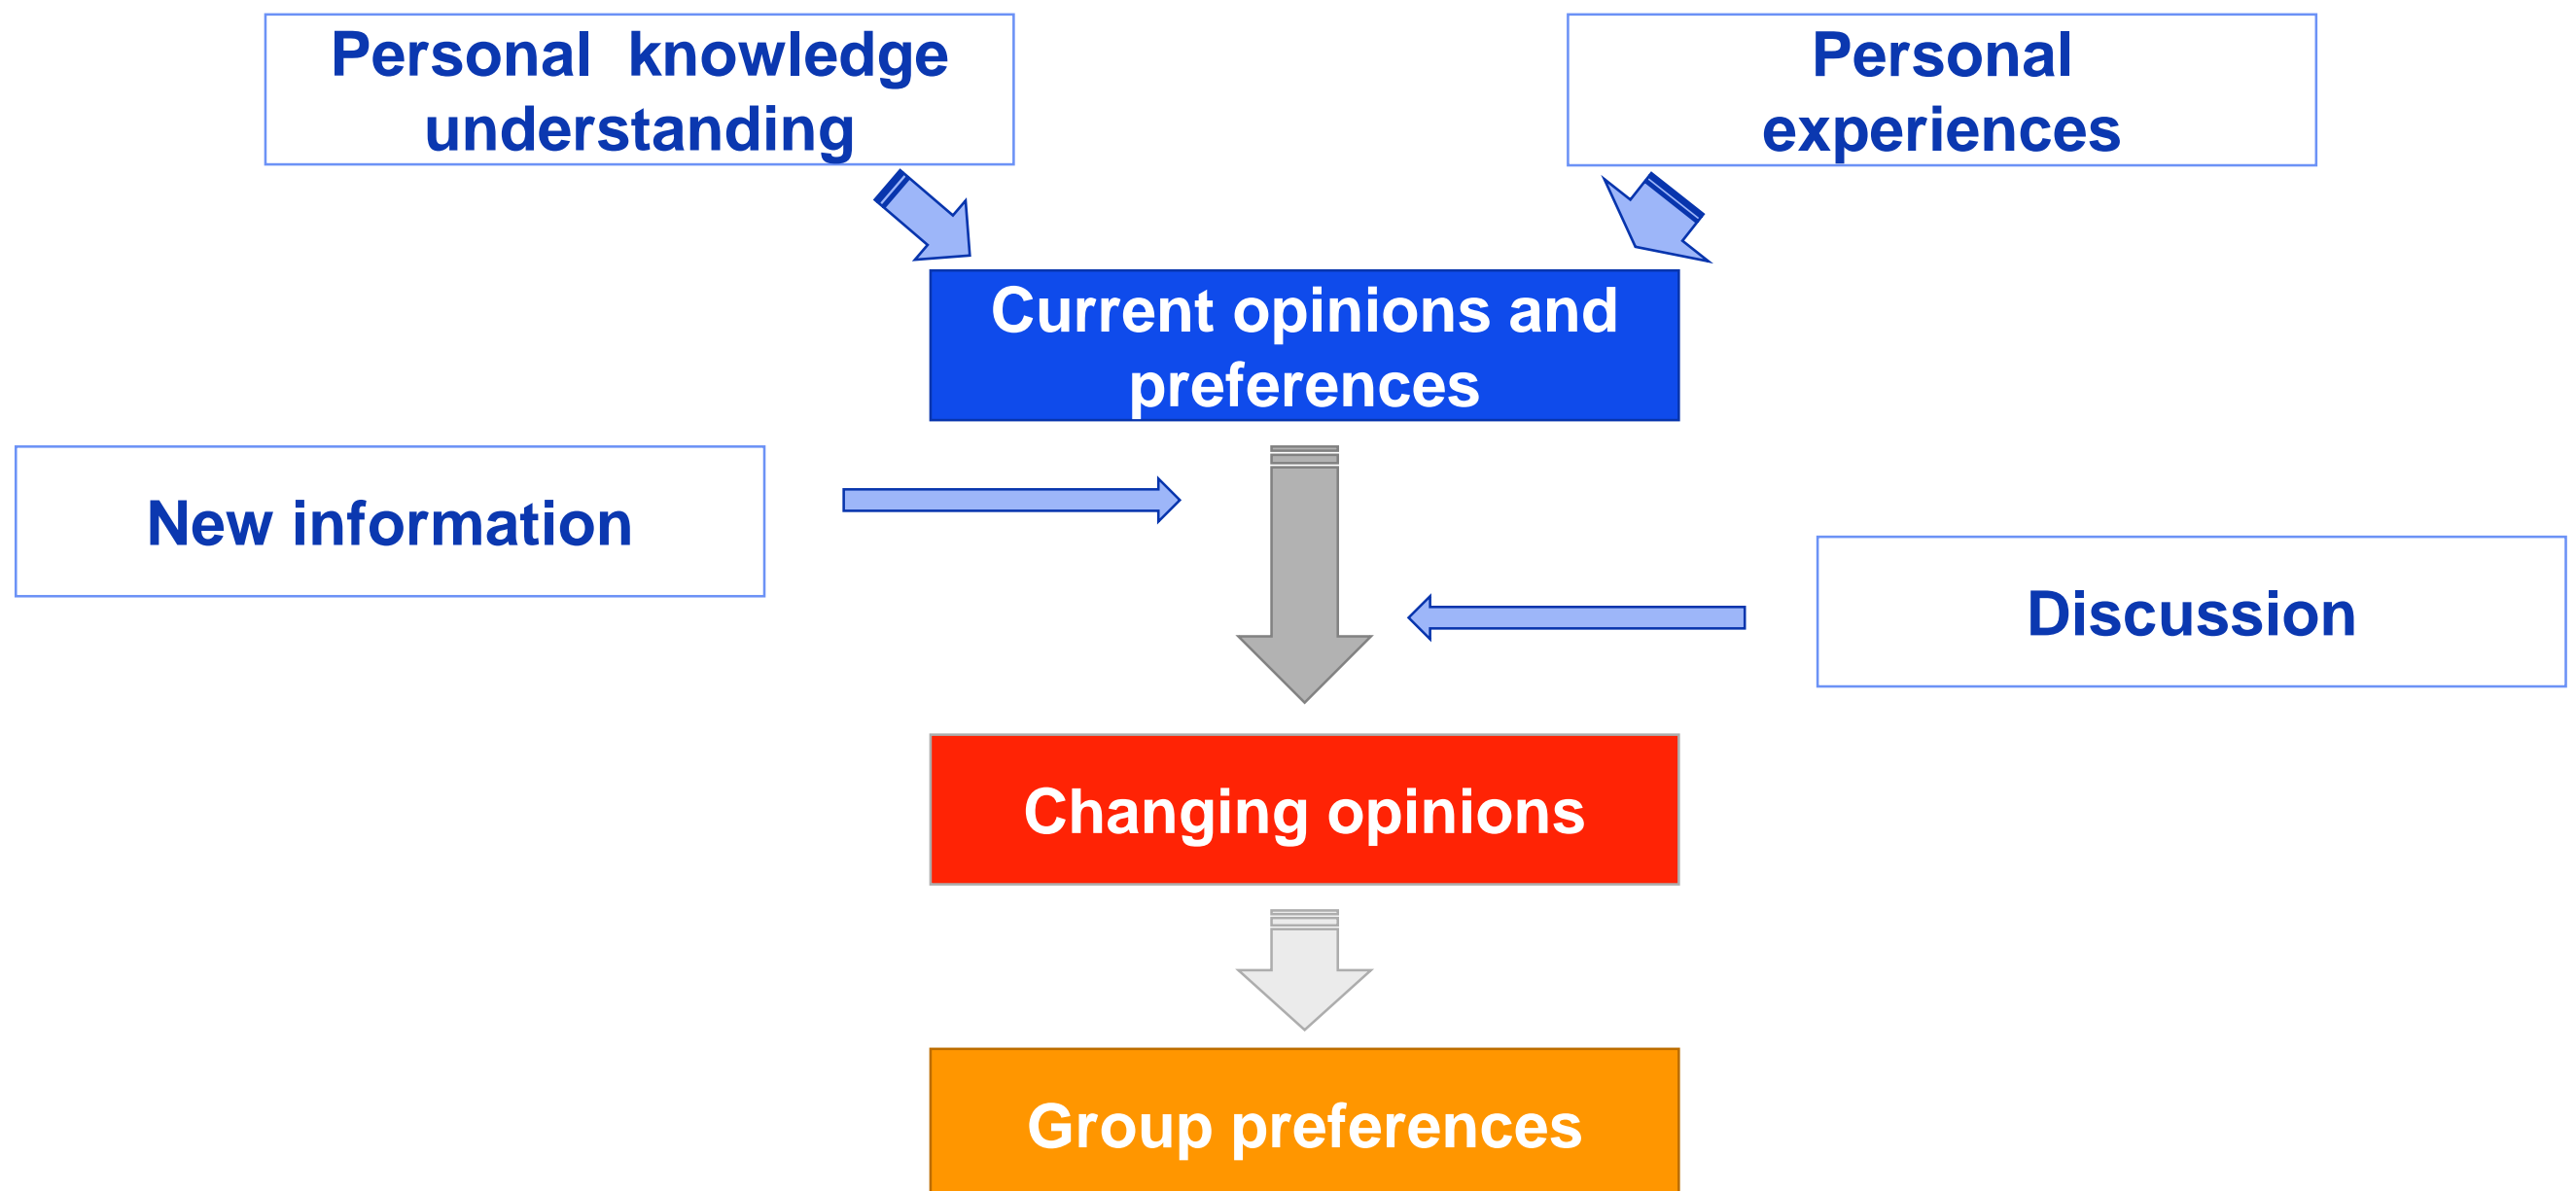 Personal  knowledge
understanding
Personal
experiences
Current opinions and
preferences
New information
Discussion
Changing opinions
Group preferences